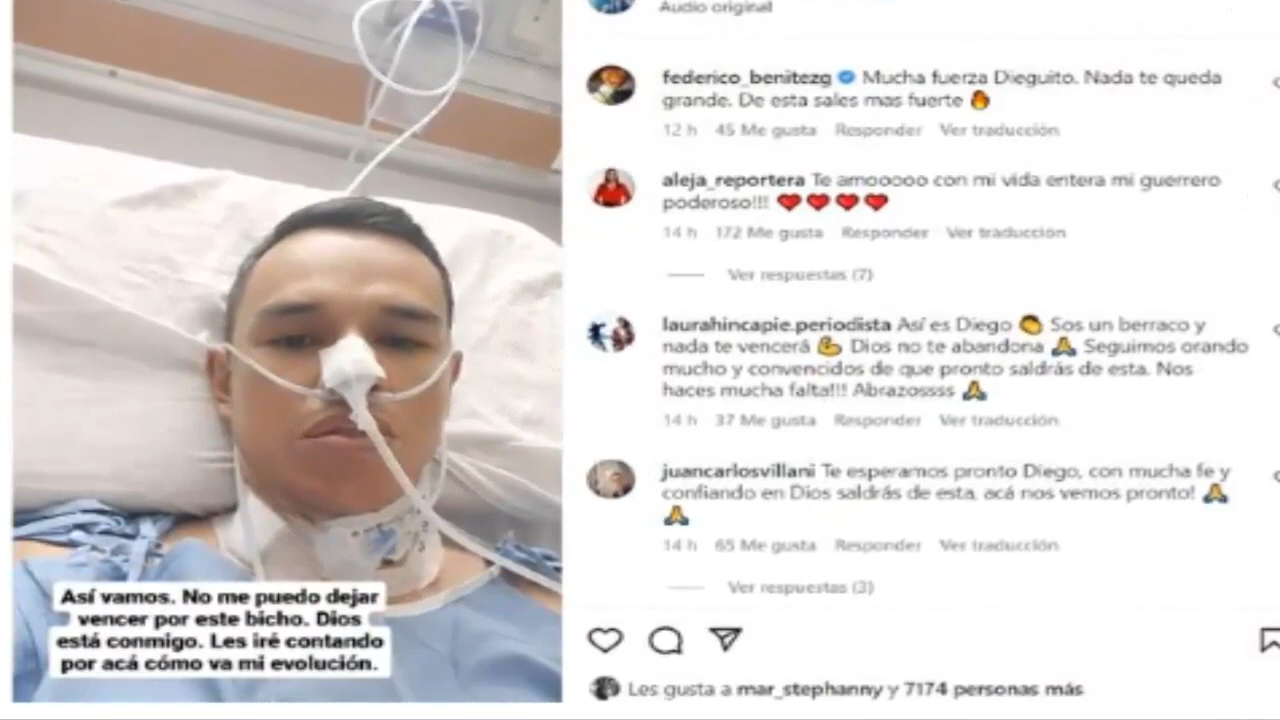 Así vamos. No me puedo dejar
vencer por este bicho. Dios
está conmigo. Les iré contando
por acá cómo va mi evolución.
Audio original
federico_benitezg Mucha fuerza Dieguito. Nada te queda
grande. De esta sales mas fuerte 🔥
12 h 45 Me gusta Responder Ver traducción
aleja_reportera Te amooooo con mi vida entera mi guerrero
poderoso!!! ❤️❤️❤️❤️
14 h 172 Me gusta Responder Ver traducción
Ver respuestas (7)
laurahincapie.periodista Así es Diego 👏 Sos un berraco y
nada te vencerá 💪 Dios no te abandona 🙏 Seguimos orando
mucho y convencidos de que pronto saldrás de esta. Nos
haces mucha falta!!! Abrazossss 🙏
14 h 37 Me gusta Responder Ver traducción
juancarlosvillani Te esperamos pronto Diego, con mucha fe y
confiando en Dios saldrás de esta, acá nos vemos pronto! 🙏
🙏
14 h 65 Me gusta Responder Ver traducción
Ver respuestas (3)
Les gusta a mar_stephanny y 7174 personas más